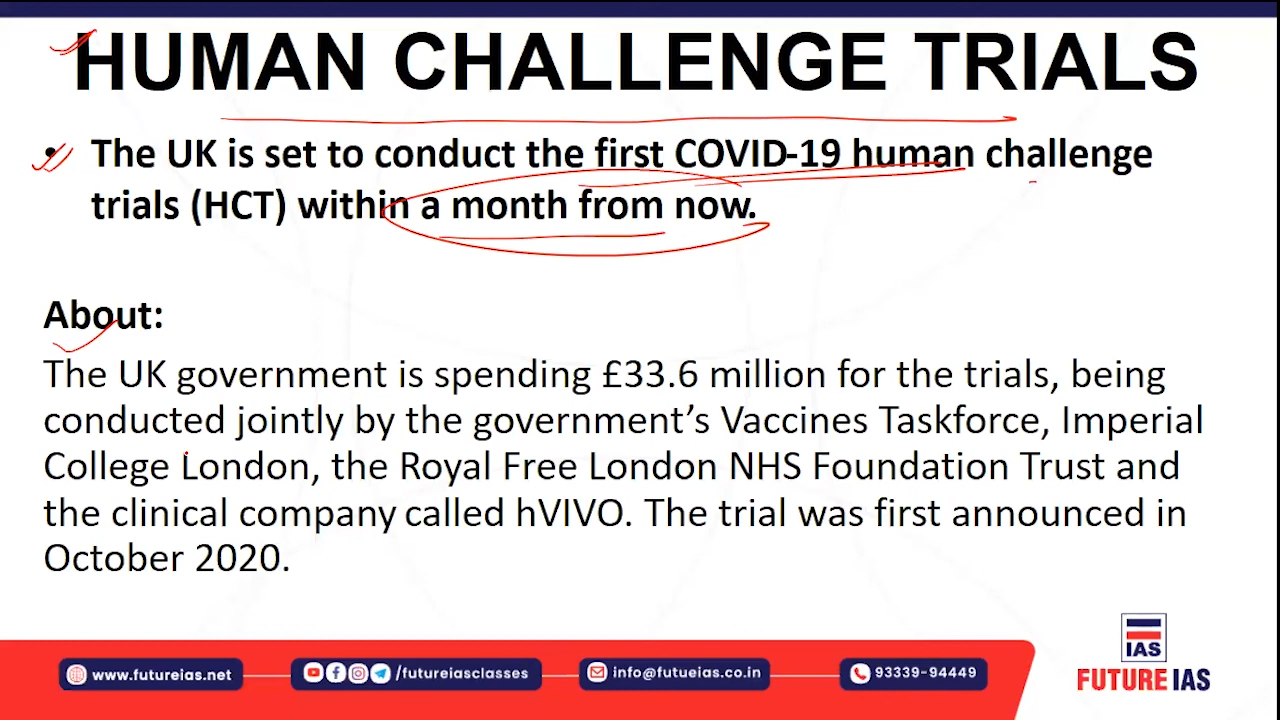 HUMAN CHALLENGE TRIALS
• The UK is set to conduct the first COVID-19 human challenge
trials (HCT) within a month from now.
About:
The UK government is spending £33.6 million for the trials, being
conducted jointly by the government’s Vaccines Taskforce, Imperial
College London, the Royal Free London NHS Foundation Trust and
the clinical company called hVIVO. The trial was first announced in
October 2020.
www.futureias.net
/futureiasclasses
info@futueias.co.in
93339-94449
IAS
FUTURE IAS